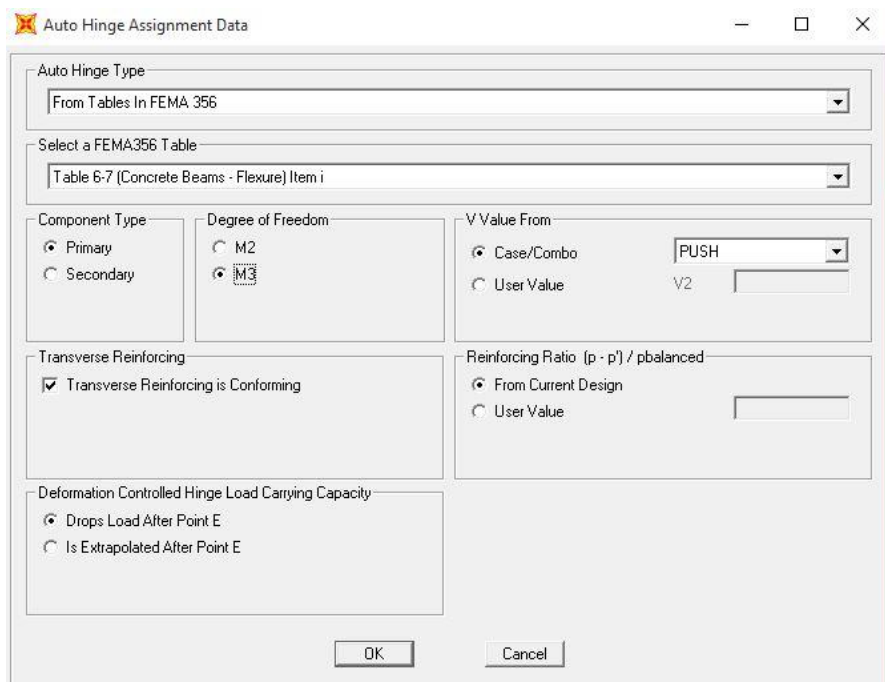 Auto Hinge Assignment Data
Auto Hinge Type
From Tables In FEMA 356
Select a FEMA356 Table
Table 6-7 (Concrete Beams - Flexure) Item i
Component Type
Primary
Secondary
Degree of Freedom
M2
M3
V Value From
Case/Combo PUSH
User Value V2
Transverse Reinforcing
Transverse Reinforcing is Conforming
Reinforcing Ratio (p - p') / pbalanced
From Current Design
User Value
Deformation Controlled Hinge Load Carrying Capacity
Drops Load After Point E
Is Extrapolated After Point E
OK Cancel